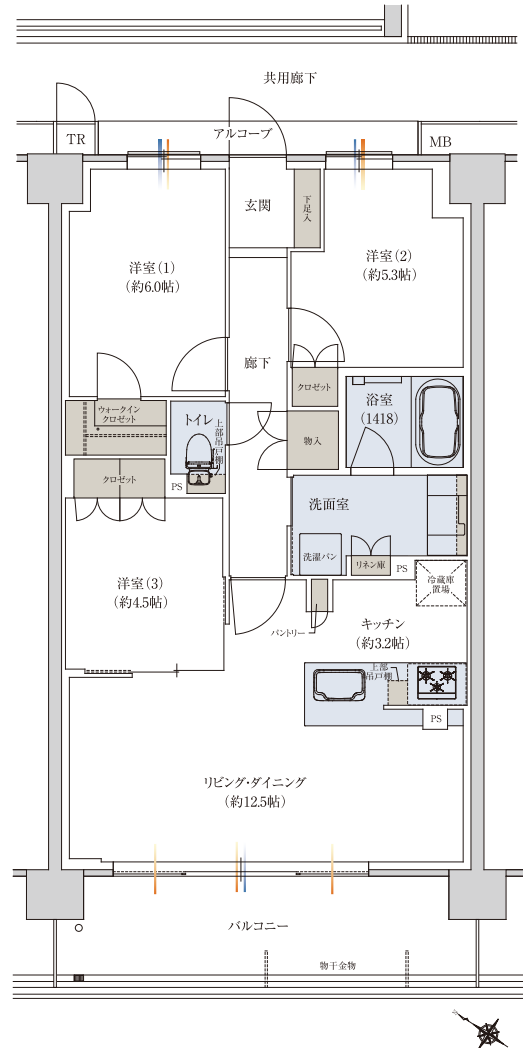 共用廊下
TR
アルコーブ
MB
玄関
下足入
洋室(1)
(約6.0帖)
洋室(2)
(約5.3帖)
廊下
クロゼット
浴室
(1418)
ウォークイン
クロゼット
トイレ
上部吊戸棚
物入
クロゼット
PS
洗面室
洗濯パン
リネン庫
PS
冷蔵庫
置場
洋室(3)
(約4.5帖)
パントリー
キッチン
(約3.2帖)
上部
吊戸棚
PS
リビング・ダイニング
(約12.5帖)
バルコニー
物干金物